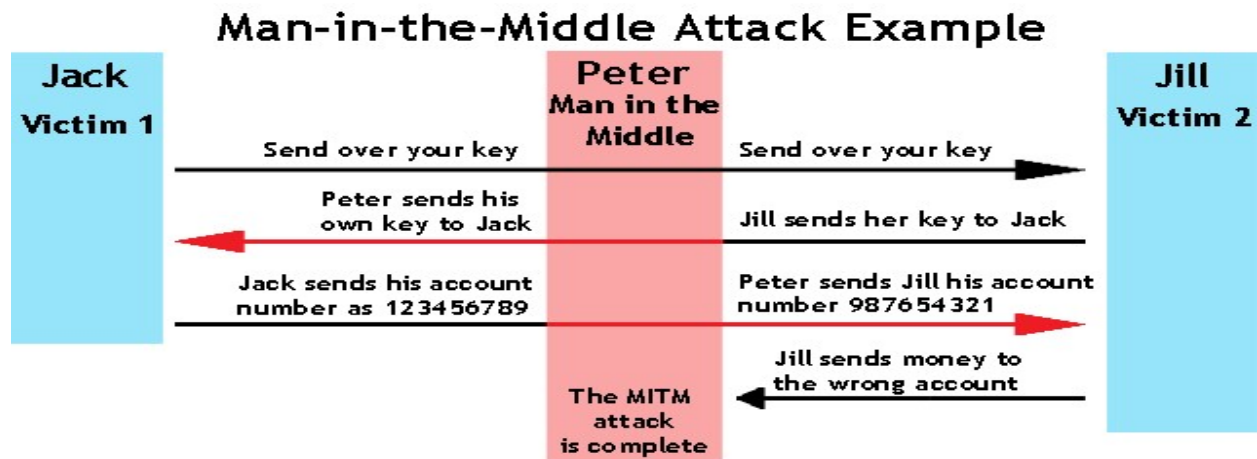 Man-in-the-Middle Attack Example
Jack
Victim 1
Peter
Man in the
Middle
Jill
Victim 2
Send over your key
Send over your key
Peter sends his
own key to Jack
Jill sends her key to Jack
Jack sends his account
number as 123456789
Peter sends Jill his account
number 987654321
Jill sends money to
the wrong account
The MITM
attack
is complete